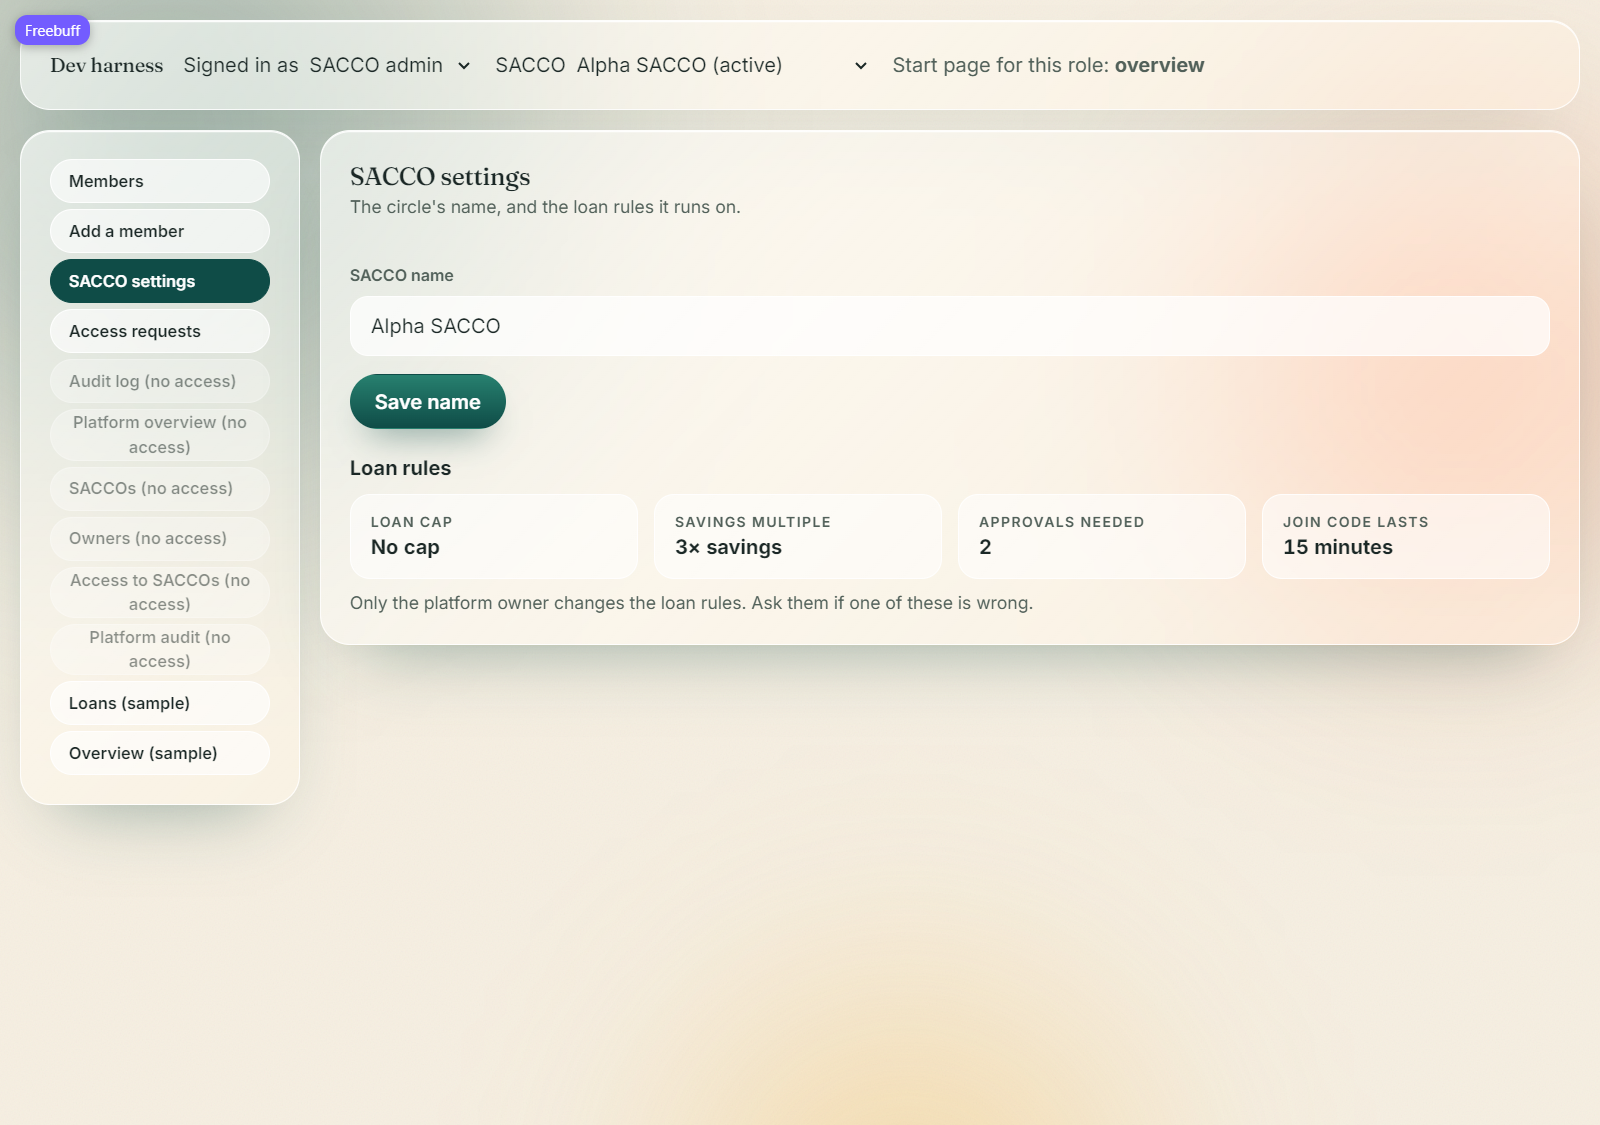 Freebuff
Dev harness Signed in as SACCO admin SACCO Alpha SACCO (active) Start page for this role: overview
Members
Add a member
SACCO settings
Access requests
Audit log (no access)
Platform overview (no
access)
SACCOs (no access)
Owners (no access)
Access to SACCOs (no
access)
Platform audit (no
access)
Loans (sample)
Overview (sample)
SACCO settings
The circle's name, and the loan rules it runs on.
SACCO name
Alpha SACCO
Save name
Loan rules
LOAN CAP
No cap
SAVINGS MULTIPLE
3× savings
APPROVALS NEEDED
2
JOIN CODE LASTS
15 minutes
Only the platform owner changes the loan rules. Ask them if one of these is wrong.